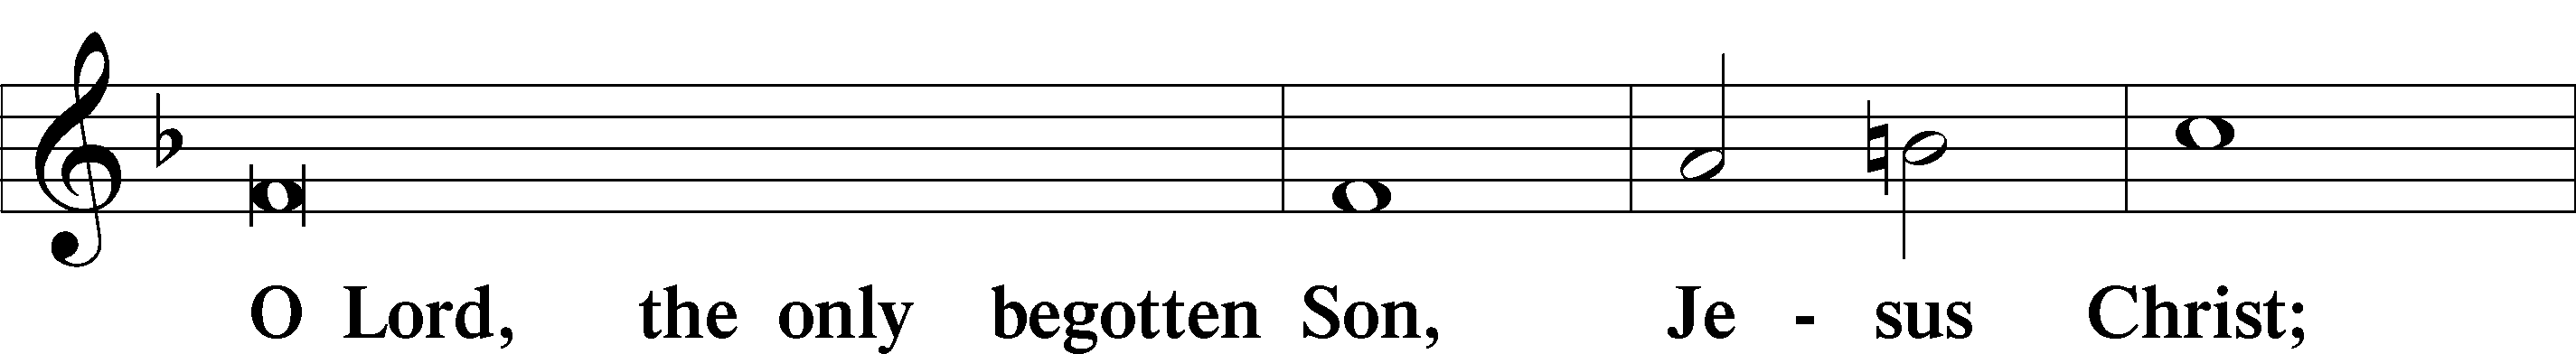 O Lord, the only begotten Son, Je - sus Christ;